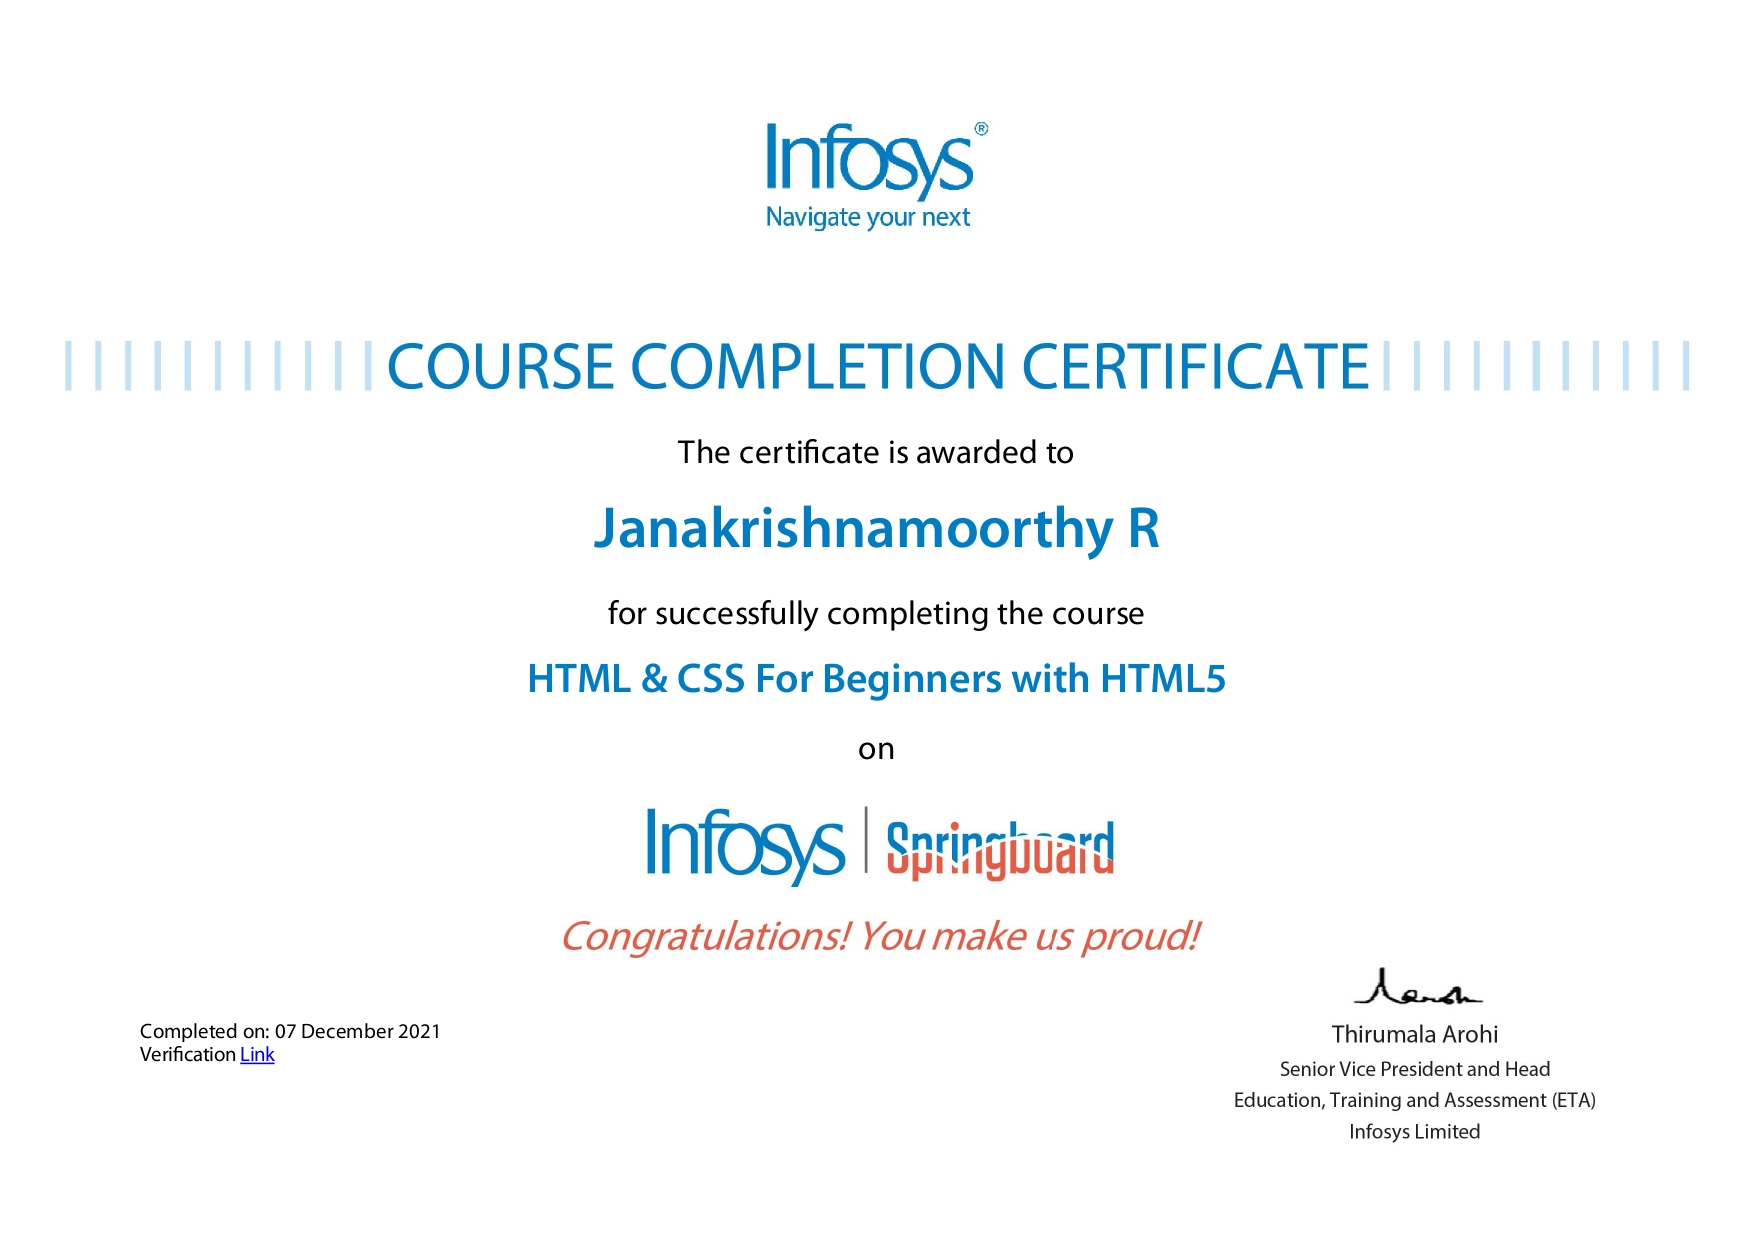 Infosys®
Navigate your next
COURSE COMPLETION CERTIFICATE
The certificate is awarded to
Janakrishnamoorthy R
for successfully completing the course
HTML & CSS For Beginners with HTML5
on
Infosys | Springboard
Congratulations! You make us proud!
Completed on: 07 December 2021
Verification Link
Thirumala Arohi
Senior Vice President and Head
Education, Training and Assessment (ETA)
Infosys Limited